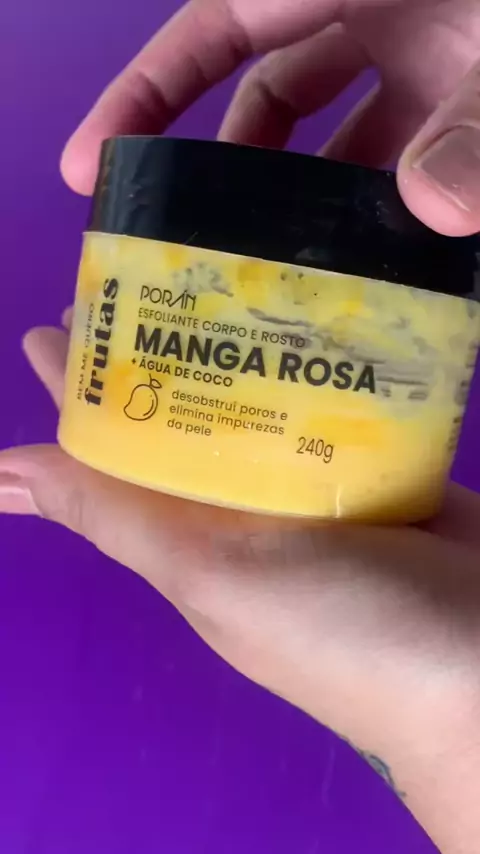 PORÁN
ESFOLIANTE CORPO E ROSTO
MANGA ROSA
+ ÁGUA DE COCO
desobstrui poros e
elimina impurezas
da pele
240g
BEM ME QUERO
frutas